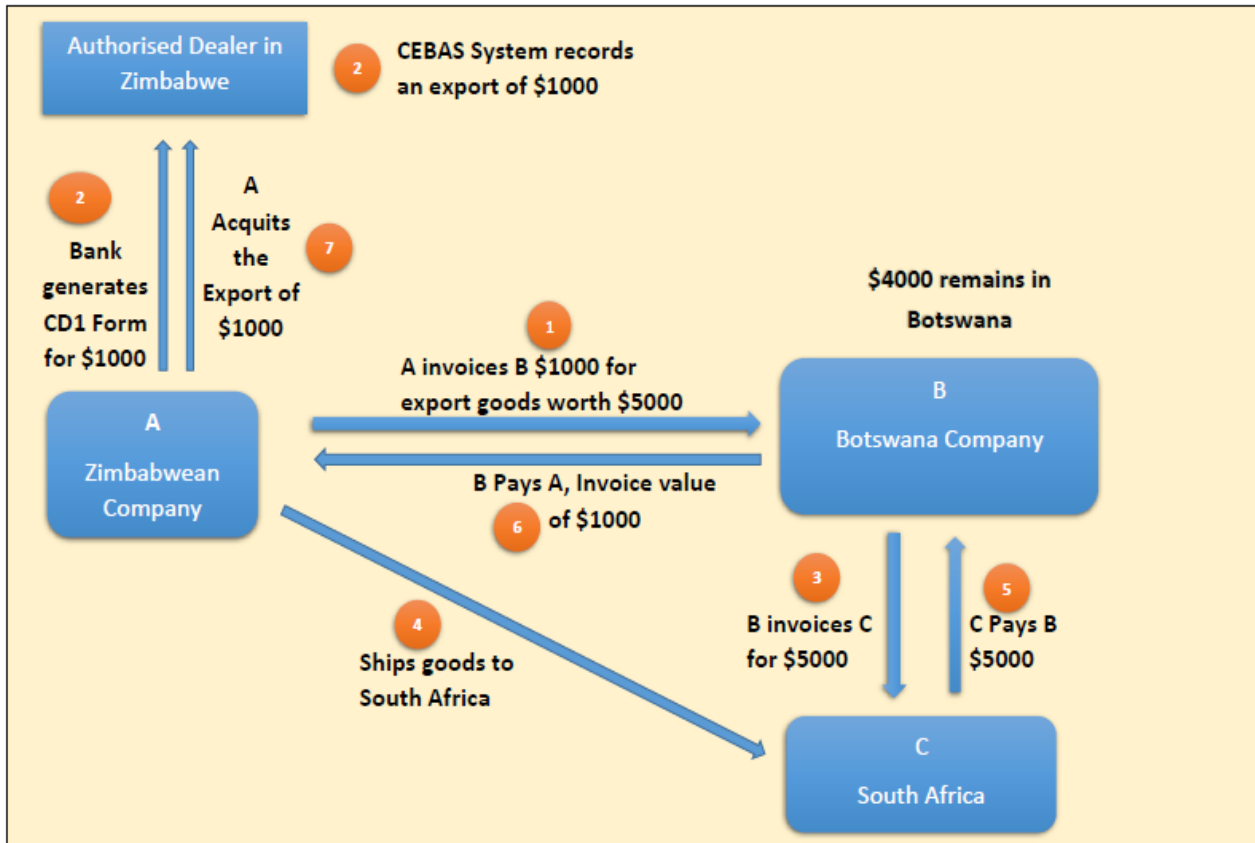 Authorised Dealer in
Zimbabwe
2
CEBAS System records
an export of $1000
2
Bank
generates
CD1 Form
for $1000
A
Acquits
the
Export of
$1000
7
$4000 remains in
Botswana
1
A invoices B $1000 for
export goods worth $5000
A
Zimbabwean
Company
B
Botswana Company
B Pays A, Invoice value
of $1000
6
3
B invoices C
for $5000
5
C Pays B
$5000
4
Ships goods to
South Africa
C
South Africa